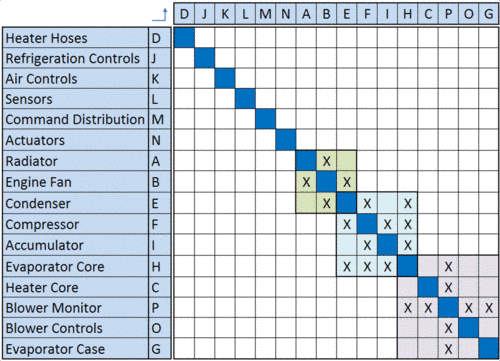 D J K L M N A B E F I H C P O G
Heater Hoses D
Refrigeration Controls J
Air Controls K
Sensors L
Command Distribution M
Actuators N
Radiator A X
Engine Fan B X X
Condenser E X X X
Compressor F X X X
Accumulator I X X
Evaporator Core H X X X X
Heater Core C X
Blower Monitor P X X X X
Blower Controls O X
Evaporator Case G X